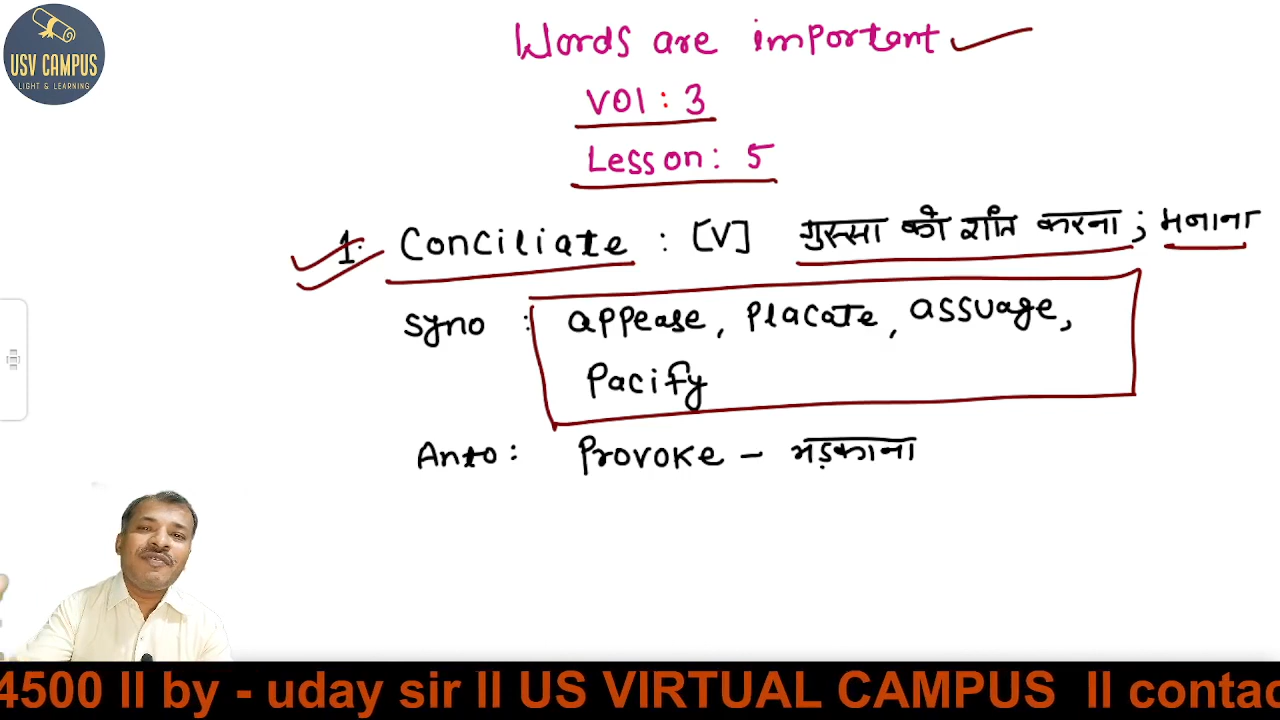 USV CAMPUS
LIGHT & LEARNING
Words are important
VOl : 3
Lesson : 5
1. Conciliate : [V] गुस्सा को शांत करना ; मनाना
Syno : appease, Placate, assuage,
Pacify
Anto : Provoke - भड़काना
4500 ll by - uday sir ll US VIRTUAL CAMPUS ll contac